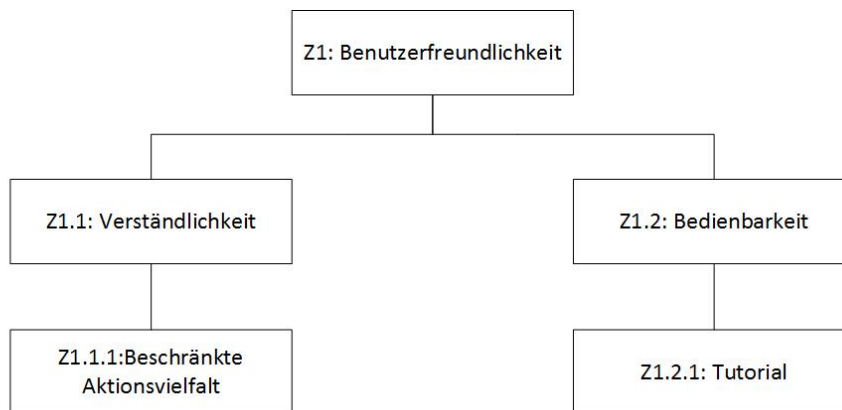 Z1: Benutzerfreundlichkeit
Z1.1: Verständlichkeit
Z1.2: Bedienbarkeit
Z1.1.1:Beschränkte
Aktionsvielfalt
Z1.2.1: Tutorial